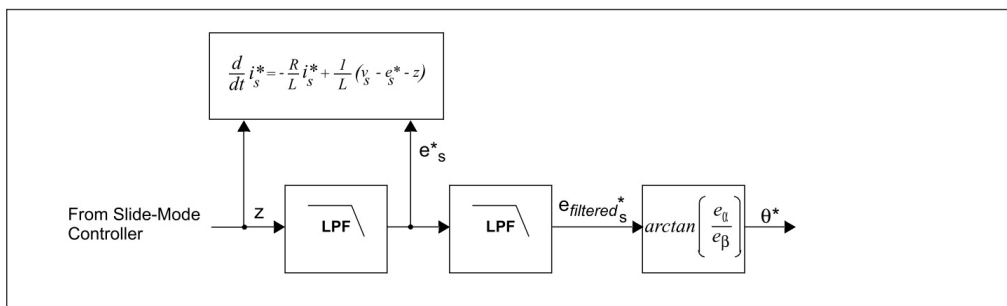 d/dt i*s = - R/L i*s + 1/L (vs - e*s - z)
e*s
From Slide-Mode
Controller
z
LPF
LPF
efiltered*s
arctan(eα/eβ)
θ*